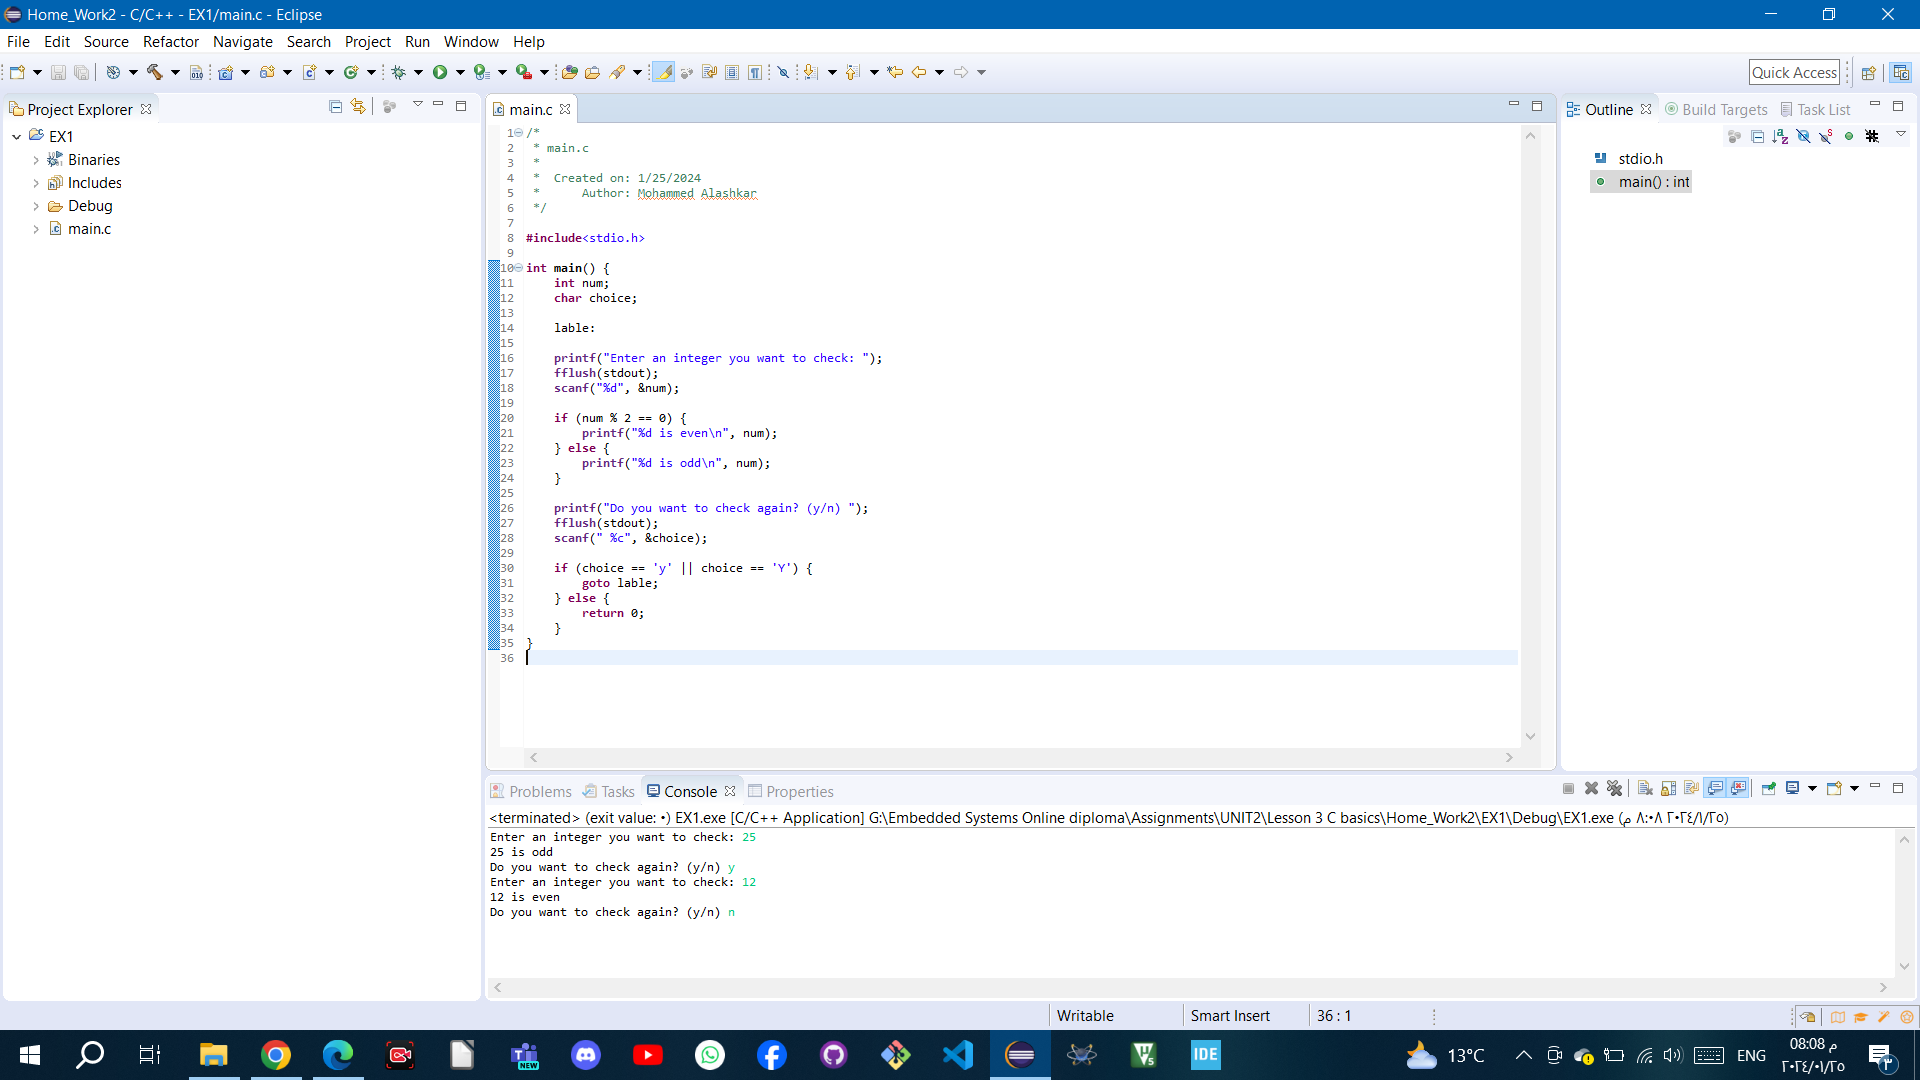 Home_Work2 - C/C++ - EX1/main.c - Eclipse
File Edit Source Refactor Navigate Search Project Run Window Help
Quick Access
Project Explorer
EX1
Binaries
Includes
Debug
main.c
main.c
1 /*
2 * main.c
3 *
4 * Created on: 1/25/2024
5 * Author: Mohammed Alashkar
6 */
7
8 #include<stdio.h>
9
10 int main() {
11 int num;
12 char choice;
13
14 lable:
15
16 printf("Enter an integer you want to check: ");
17 fflush(stdout);
18 scanf("%d", &num);
19
20 if (num % 2 == 0) {
21 printf("%d is even\n", num);
22 } else {
23 printf("%d is odd\n", num);
24 }
25
26 printf("Do you want to check again? (y/n) ");
27 fflush(stdout);
28 scanf(" %c", &choice);
29
30 if (choice == 'y' || choice == 'Y') {
31 goto lable;
32 } else {
33 return 0;
34 }
35 }
36
Outline Build Targets Task List
stdio.h
main() : int
Problems Tasks Console Properties
<terminated> (exit value: ٠) EX1.exe [C/C++ Application] G:\Embedded Systems Online diploma\Assignments\UNIT2\Lesson 3 C basics\Home_Work2\EX1\Debug\EX1.exe (٢٠٢٤/١/٢٥ ٨:٠٨ م)
Enter an integer you want to check: 25
25 is odd
Do you want to check again? (y/n) y
Enter an integer you want to check: 12
12 is even
Do you want to check again? (y/n) n
Writable Smart Insert 36 : 1
NEW
IDE
13°C
ENG
08:08 م
٢٠٢٤/٠١/٢٥
٣